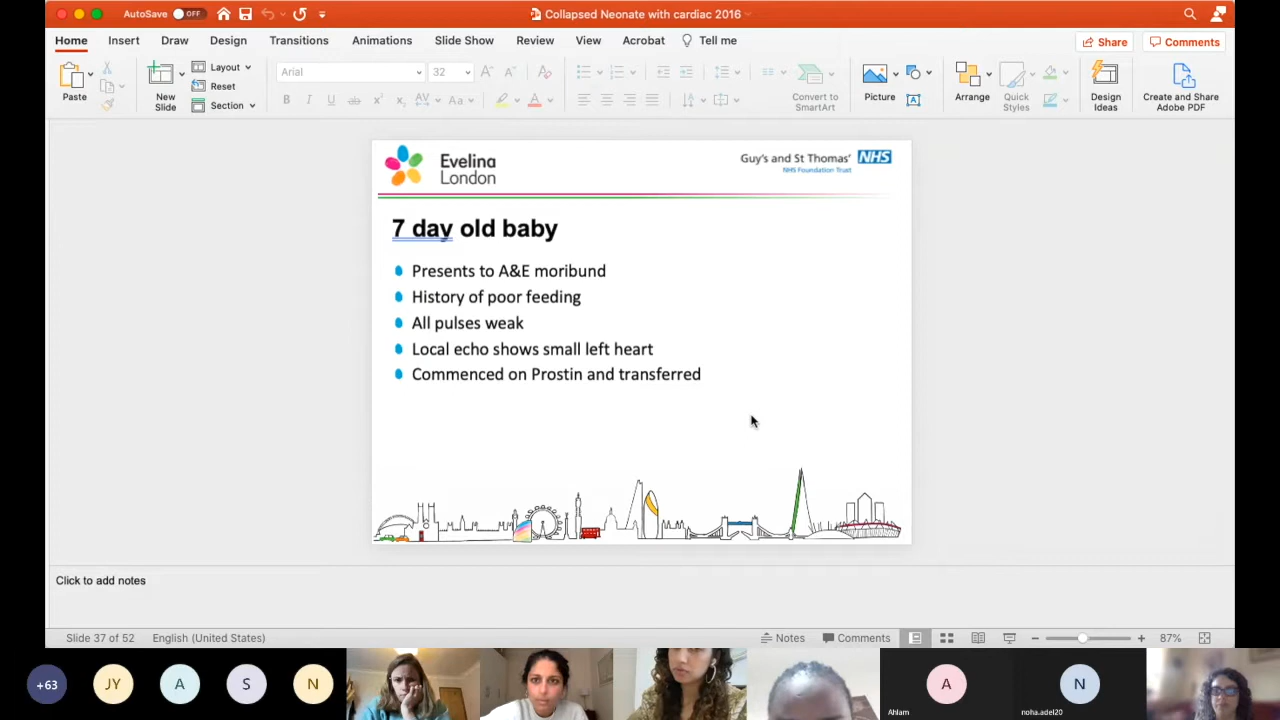 AutoSave OFF
Collapsed Neonate with cardiac 2016
Home Insert Draw Design Transitions Animations Slide Show Review View Acrobat Tell me
Share Comments
Paste
New
Slide
Layout
Reset
Section
Arial 32
Convert to
SmartArt
Picture
Arrange
Quick
Styles
Design
Ideas
Create and Share
Adobe PDF
Evelina
London
Guy's and St Thomas' NHS
NHS Foundation Trust
7 day old baby
Presents to A&E moribund
History of poor feeding
All pulses weak
Local echo shows small left heart
Commenced on Prostin and transferred
Click to add notes
Slide 37 of 52 English (United States) Notes Comments 87%
+63 JY A S N A N
Ahlam noha.adel20